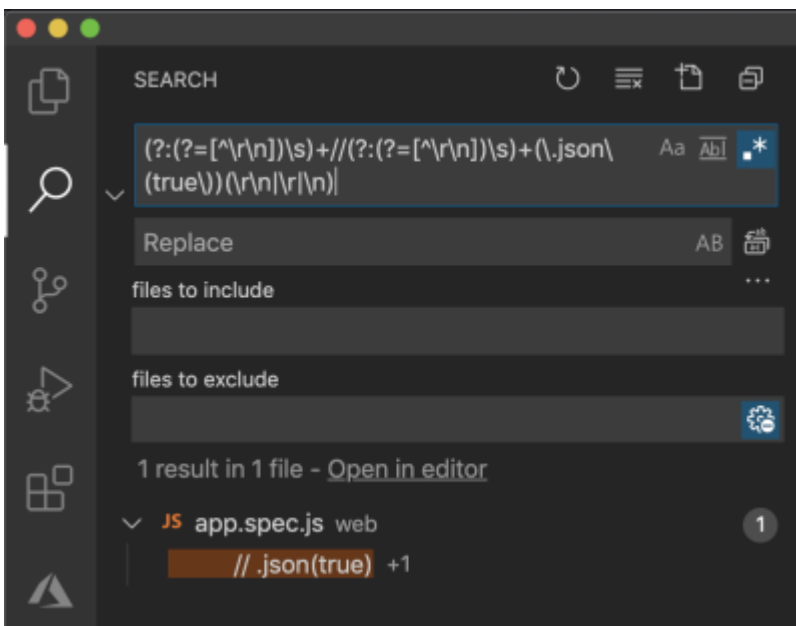 SEARCH
(?:(?=[^\r\n])\s)+//(?:(?=[^\r\n])\s)+(\.json\
(true\))(\r\n|\r|\n)
Aa Abl .*
Replace
AB
files to include
...
files to exclude
1 result in 1 file - Open in editor
JS app.spec.js web 1
// .json(true) +1